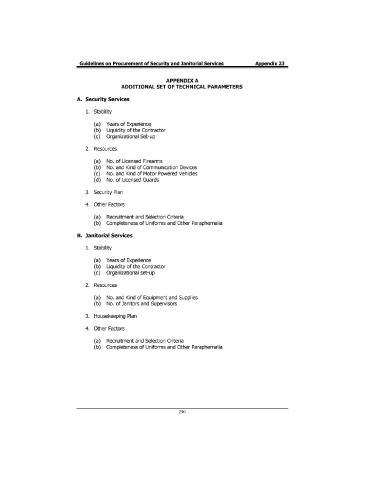 Guidelines on Procurement of Security and Janitorial Services Appendix 23
APPENDIX A
ADDITIONAL SET OF TECHNICAL PARAMETERS
A. Security Services
1. Stability
(a) Years of Experience
(b) Liquidity of the Contractor
(c) Organizational Set-up
2. Resources
(a) No. of Licensed Firearms
(b) No. and Kind of Communication Devices
(c) No. and Kind of Motor Powered Vehicles
(d) No. of Licensed Guards
3. Security Plan
4. Other Factors
(a) Recruitment and Selection Criteria
(b) Completeness of Uniforms and Other Paraphernalia
B. Janitorial Services
1. Stability
(a) Years of Experience
(b) Liquidity of the Contractor
(c) Organizational set-up
2. Resources
(a) No. and Kind of Equipment and Supplies
(b) No. of Janitors and Supervisors
3. Housekeeping Plan
4. Other Factors
(a) Recruitment and Selection Criteria
(b) Completeness of Uniforms and Other Paraphernalia